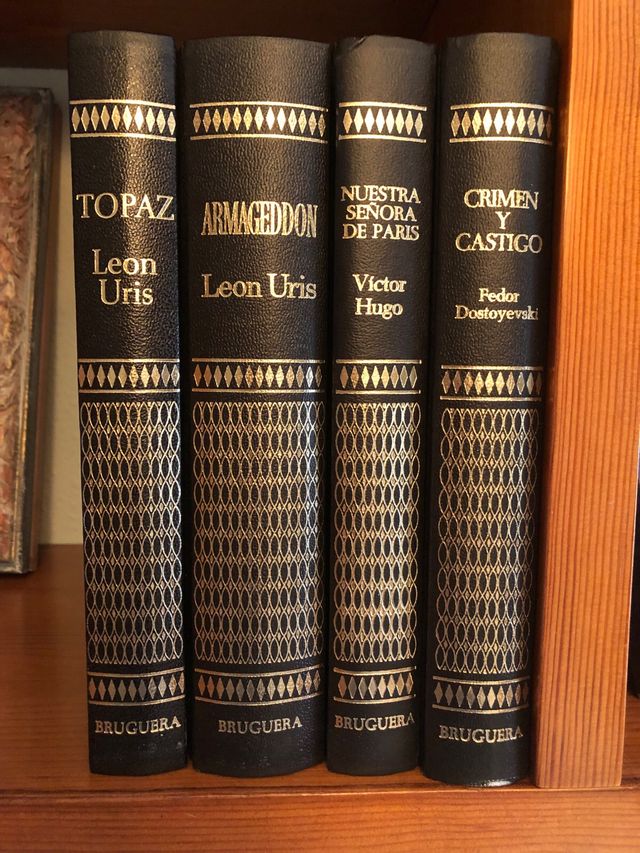 TOPAZ
Leon
Uris
BRUGUERA
ARMAGEDDON
Leon Uris
BRUGUERA
NUESTRA
SEÑORA
DE PARIS
Víctor
Hugo
BRUGUERA
CRIMEN
Y
CASTIGO
Fedor
Dostoyevski
BRUGUERA